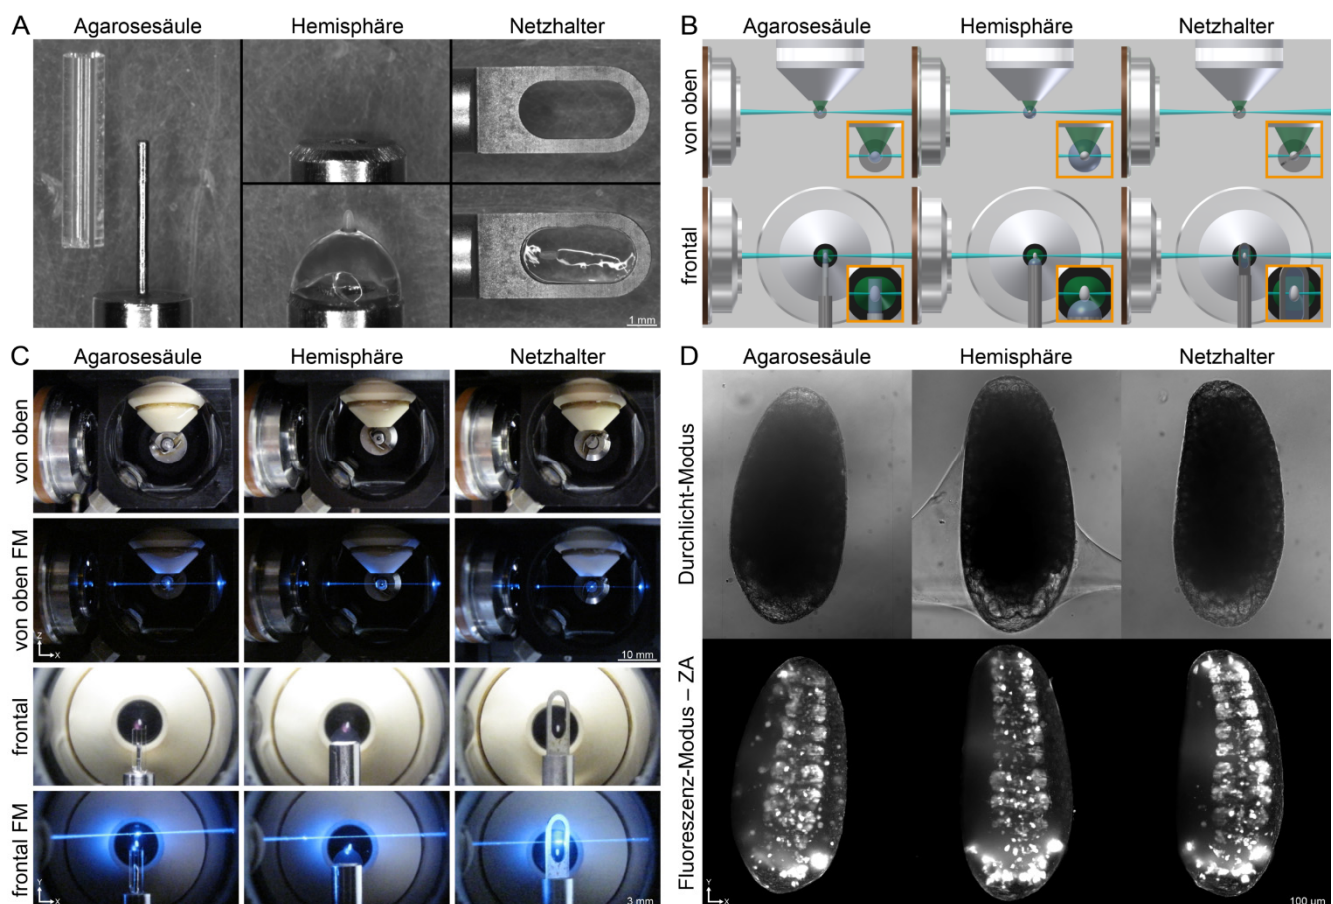 A
Agarosesäule Hemisphäre Netzhalter
1 mm
B
Agarosesäule Hemisphäre Netzhalter
von oben
frontal
C
Agarosesäule Hemisphäre Netzhalter
von oben
von oben FM
Z
X
10 mm
frontal
frontal FM
Y
X
3 mm
D
Agarosesäule Hemisphäre Netzhalter
Durchlicht-Modus
Fluoreszenz-Modus – ZA
Y
X
100 µm